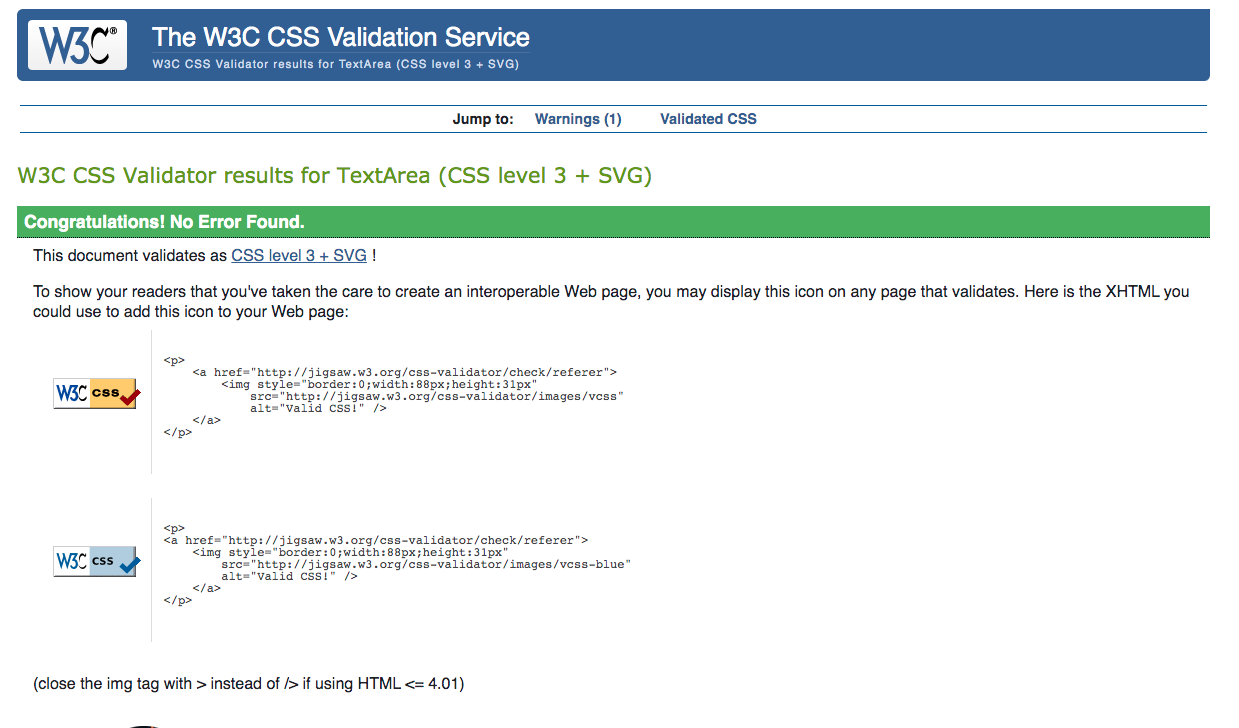 W3C®
The W3C CSS Validation Service
W3C CSS Validator results for TextArea (CSS level 3 + SVG)
Jump to: Warnings (1) Validated CSS
W3C CSS Validator results for TextArea (CSS level 3 + SVG)
Congratulations! No Error Found.
This document validates as CSS level 3 + SVG !
To show your readers that you've taken the care to create an interoperable Web page, you may display this icon on any page that validates. Here is the XHTML you
could use to add this icon to your Web page:
W3C css
<p>
    <a href="http://jigsaw.w3.org/css-validator/check/referer">
        <img style="border:0;width:88px;height:31px"
            src="http://jigsaw.w3.org/css-validator/images/vcss"
            alt="Valid CSS!" />
    </a>
</p>
W3C css
<p>
<a href="http://jigsaw.w3.org/css-validator/check/referer">
    <img style="border:0;width:88px;height:31px"
        src="http://jigsaw.w3.org/css-validator/images/vcss-blue"
        alt="Valid CSS!" />
    </a>
</p>
(close the img tag with > instead of /> if using HTML <= 4.01)